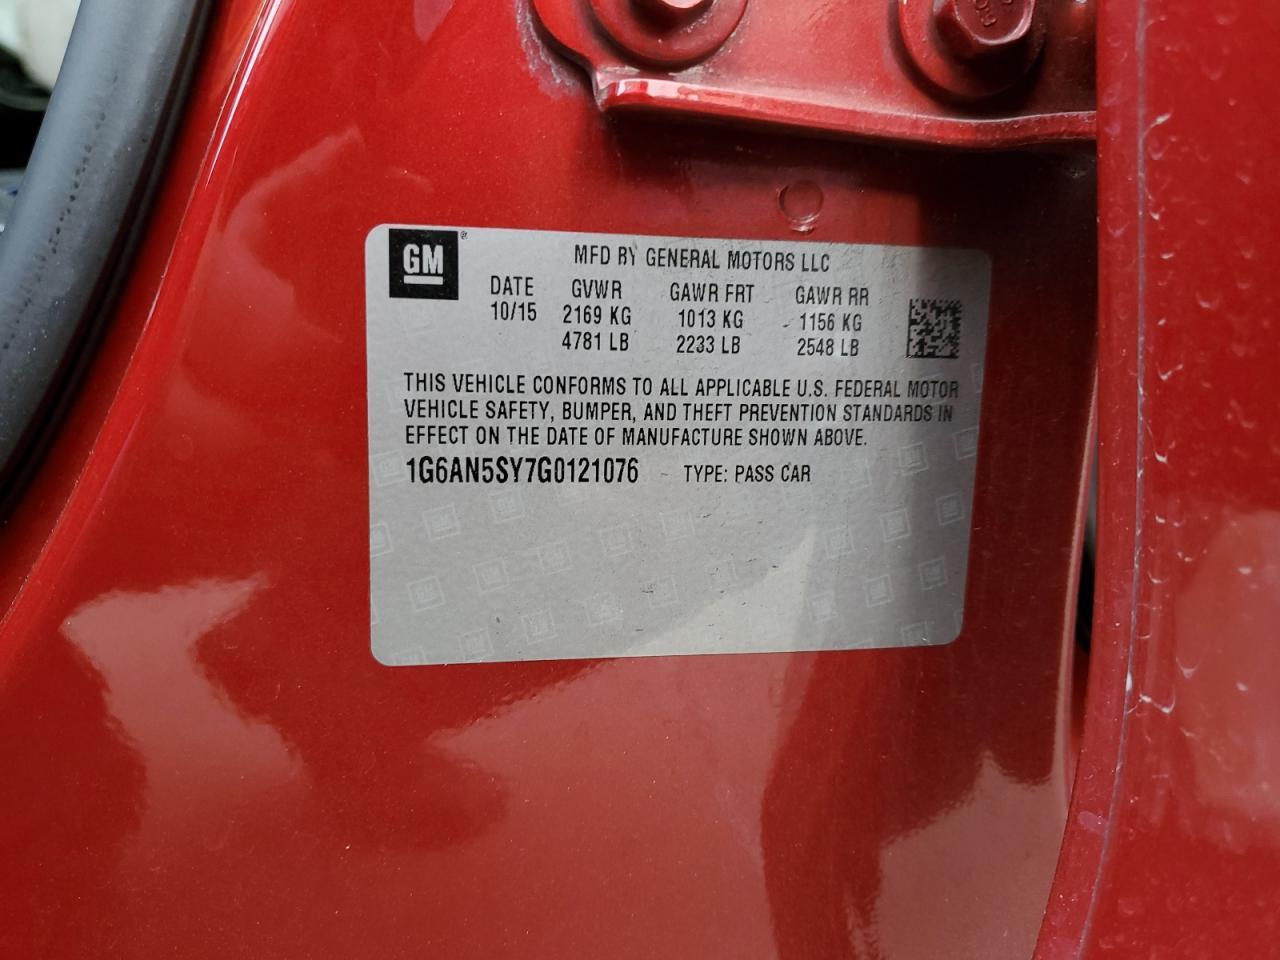 GM
MFD BY GENERAL MOTORS LLC
DATE GVWR GAWR FRT GAWR RR
10/15 2169 KG 1013 KG 1156 KG
4781 LB 2233 LB 2548 LB
THIS VEHICLE CONFORMS TO ALL APPLICABLE U.S. FEDERAL MOTOR
VEHICLE SAFETY, BUMPER, AND THEFT PREVENTION STANDARDS IN
EFFECT ON THE DATE OF MANUFACTURE SHOWN ABOVE.
1G6AN5SY7G0121076 TYPE: PASS CAR